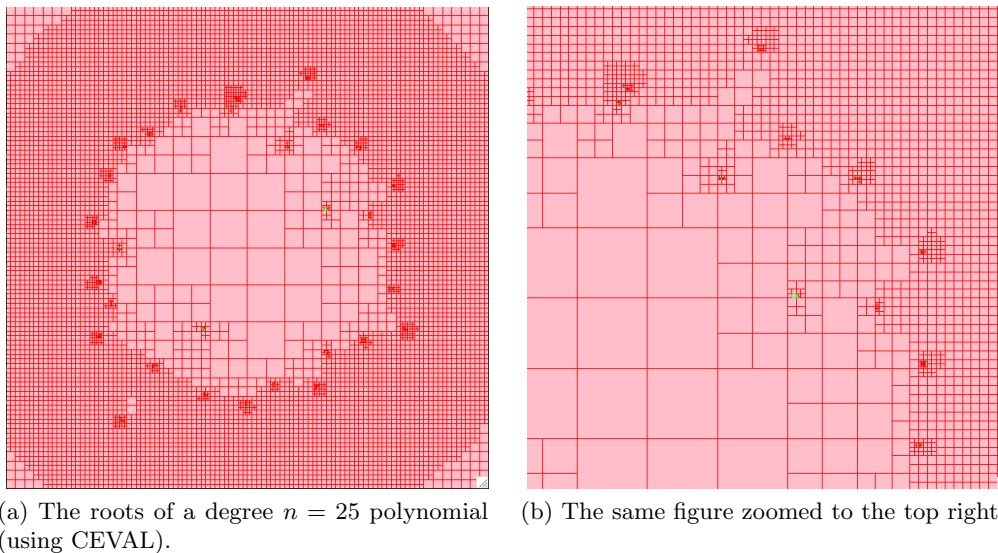 (a) The roots of a degree n = 25 polynomial
(using CEVAL).
(b) The same figure zoomed to the top right